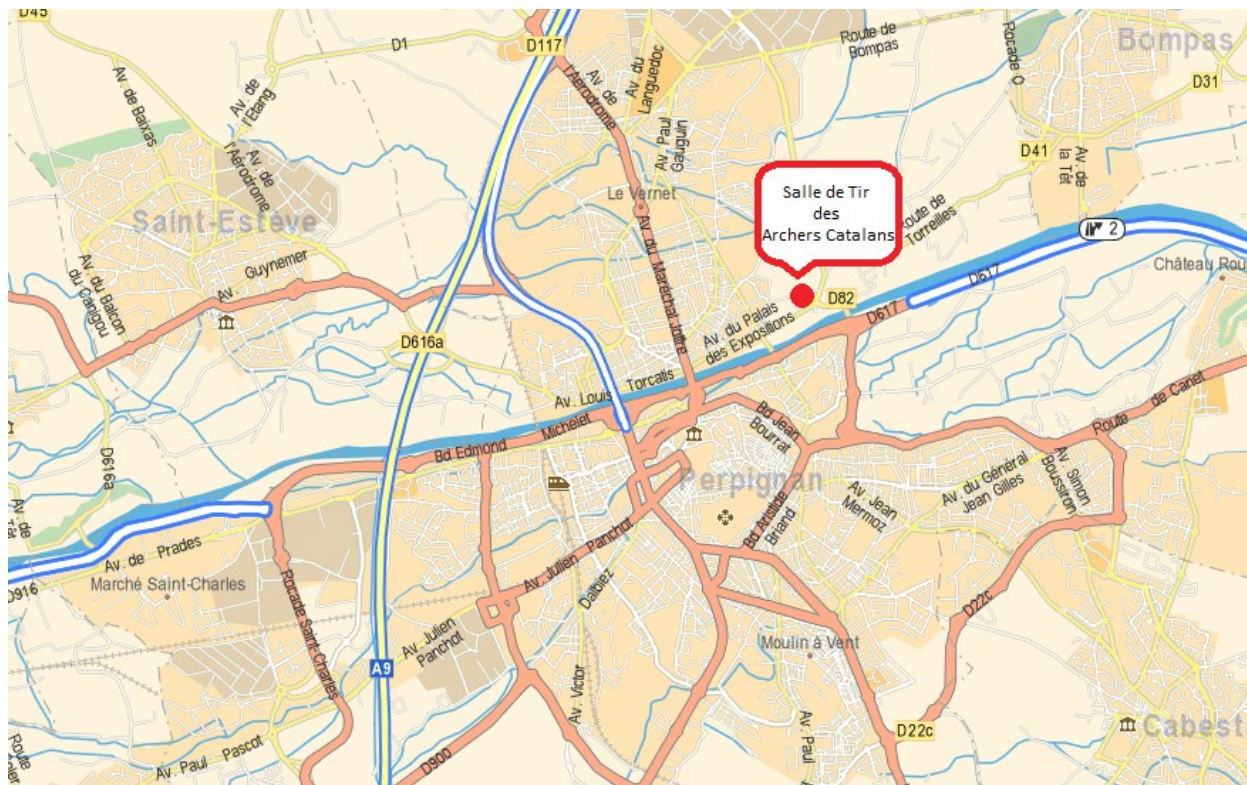 D45
D1
D117
Av. de Baixas
Av. de
l'Etang
Av. de
l'Aérodrome
Av. de
l'Aérodrome
Av. du
Languedoc
Av. Paul
Gauguin
Route de
Bompas
Rocade O
Bompas
D31
D41
Av. de
la Têt
Le Vernet
Salle de Tir
des
Archers Catalans
Route de
Torreilles
2
Château Rou
Saint-Estève
Av. du Balcon
du Canigou
Av. Guynemer
Av. du Maréchal Joffre
D617
D82
D617
Av. du Palais
des Expositions
D616a
Av. Louis Torcatis
Bd Edmond Michelet
Bd Jean
Bourrat
Route de Canet
D616a
Av. de
Têt
Perpignan
Av. Jean
Mermoz
Av. du Général
Jean Gilles
Av. Simon
Boussiron
Bd Aristide
Briand
Av. de Prades
D916
Marché Saint-Charles
Rocade Saint-Charles
Av. Julien Panchot
Dalbiez
Av. Julien
Panchot
D22c
Moulin à Vent
A9
Av. Victor
Av. Paul
D22c
Cabest
Route
Av. Paul Pascot
D900